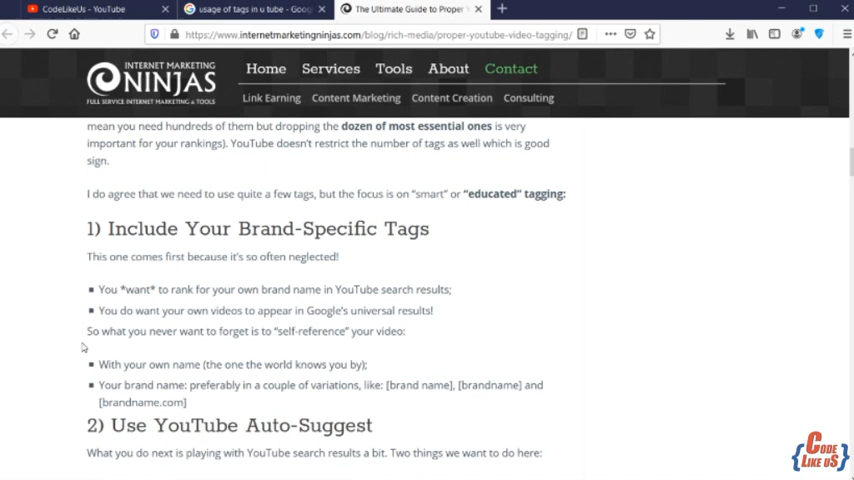 CodeLikeUs - YouTube
usage of tags in u tube - Goog
The Ultimate Guide to Proper Y
https://www.internetmarketingninjas.com/blog/rich-media/proper-youtube-video-tagging/
INTERNET MARKETING
NINJAS
FULL SERVICE INTERNET MARKETING & TOOLS
Home Services Tools About Contact
Link Earning Content Marketing Content Creation Consulting
mean you need hundreds of them but dropping the dozen of most essential ones is very
important for your rankings). YouTube doesn't restrict the number of tags as well which is good
sign.
I do agree that we need to use quite a few tags, but the focus is on "smart" or "educated" tagging:
1) Include Your Brand-Specific Tags
This one comes first because it's so often neglected!
You *want* to rank for your own brand name in YouTube search results;
You do want your own videos to appear in Google's universal results!
So what you never want to forget is to "self-reference" your video:
With your own name (the one the world knows you by);
Your brand name: preferably in a couple of variations, like: [brand name], [brandname] and
[brandname.com]
2) Use YouTube Auto-Suggest
What you do next is playing with YouTube search results a bit. Two things we want to do here:
CODE
LIKE US